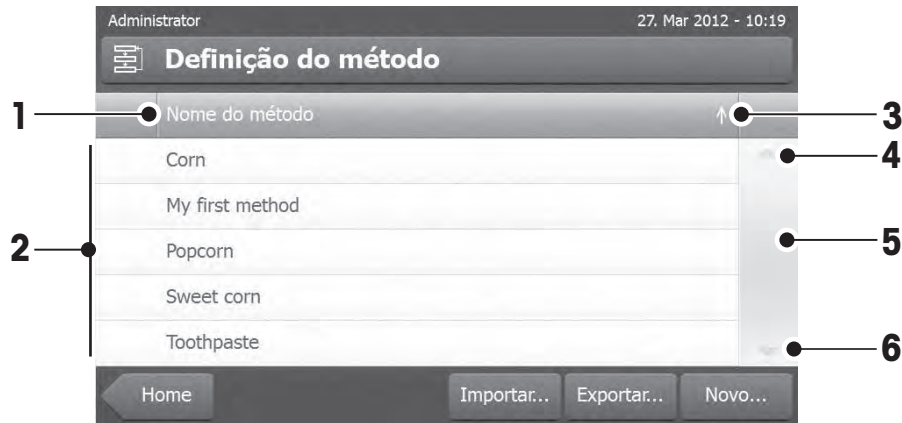 Administrator 27. Mar 2012 - 10:19
Definição do método
1 Nome do método 3
4
Corn
My first method
2 Popcorn 5
Sweet corn
Toothpaste 6
Home Importar... Exportar... Novo...